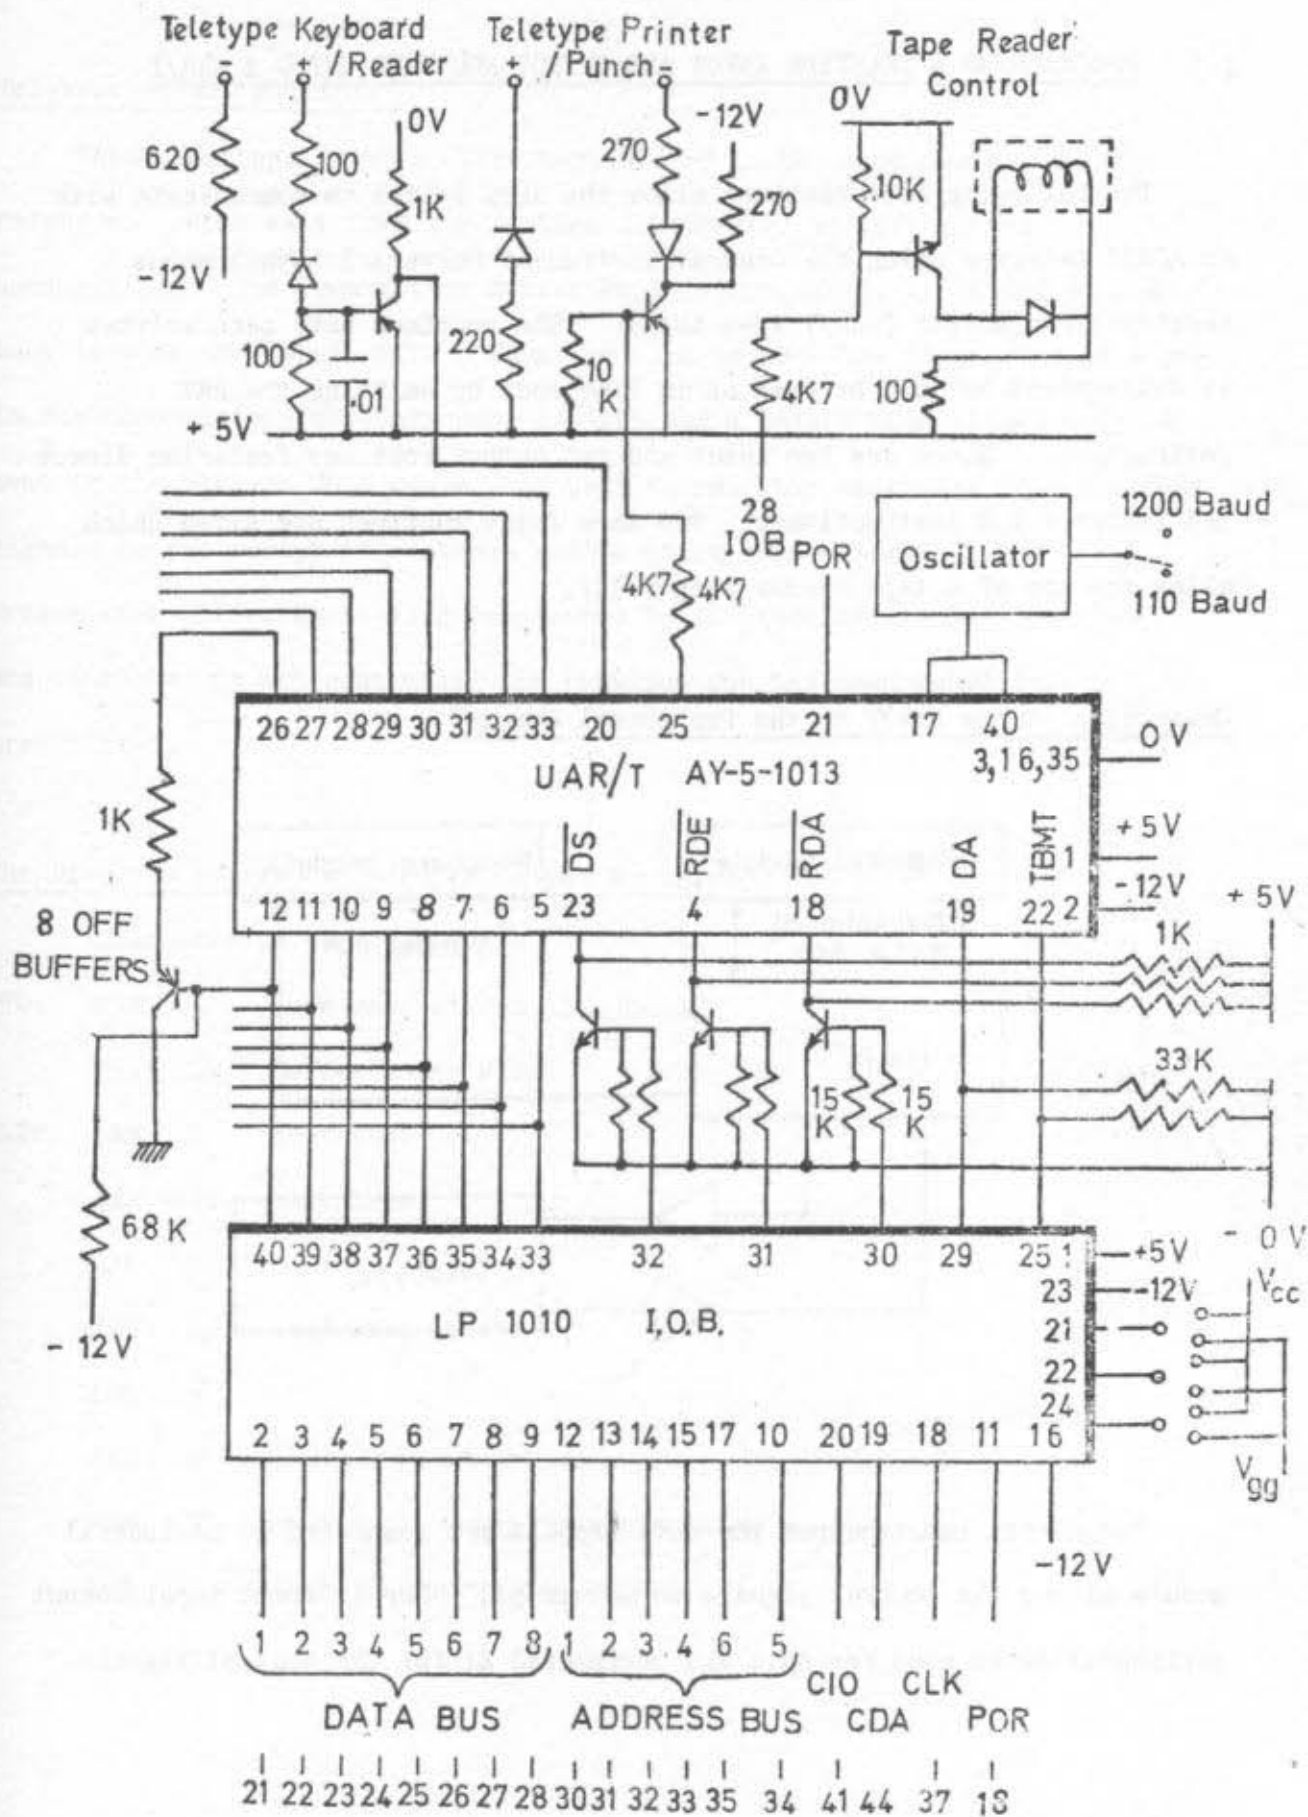 Teletype Keyboard
/Reader
Teletype Printer
/Punch
Tape Reader
Control
- + + -
0V
-12V
0V
620
100
1K
270
270
10K
-12V
100
.01
220
10
K
4K7
100
+ 5V
28
IOB
POR
Oscillator
1200 Baud
110 Baud
4K7 4K7
26 27 28 29 30 31 32 33 20 25 21 17 40
3,16,35
0V
UAR/T AY-5-1013
1K
DS RDE RDA DA TBMT
1
+5V
-12V
12 11 10 9 8 7 6 5 23 4 18 19 22 2
+ 5V
8 OFF
BUFFERS
1K
33K
15
K
15
K
68K
- 12V
40 39 38 37 36 35 34 33 32 31 30 29 25 1
+5V
- 0V
23
-12V
Vcc
LP 1010 I.O.B.
21
22
24
2 3 4 5 6 7 8 9 12 13 14 15 17 10 20 19 18 11 16
Vgg
-12V
1 2 3 4 5 6 7 8 1 2 3 4 6 5
CIO CLK
DATA BUS ADDRESS BUS CDA POR
21 22 23 24 25 26 27 28 30 31 32 33 35 34 41 44 37 18